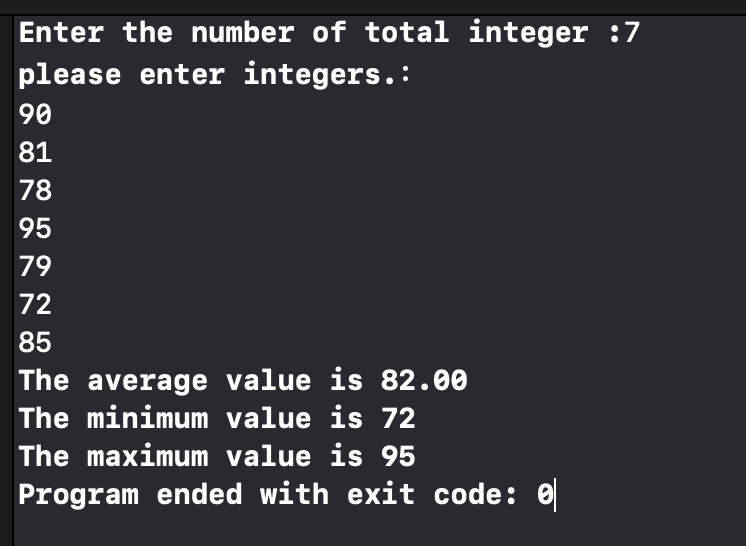 Enter the number of total integer :7
please enter integers.:
90
81
78
95
79
72
85
The average value is 82.00
The minimum value is 72
The maximum value is 95
Program ended with exit code: 0